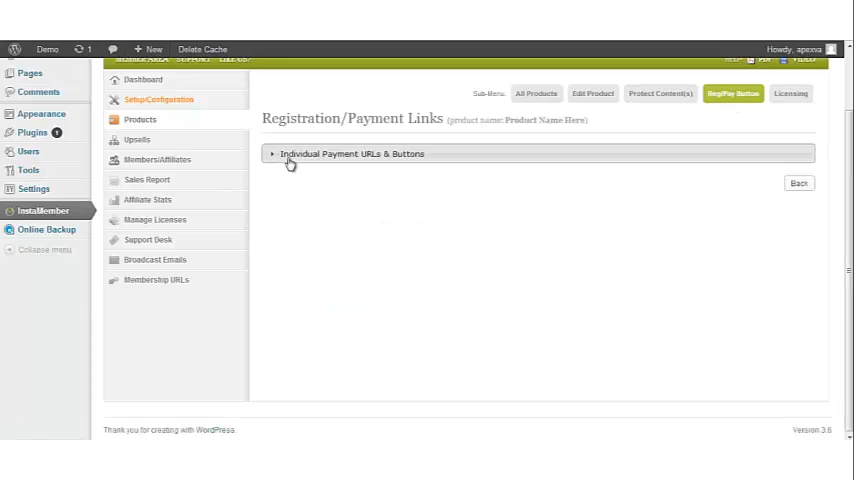 Demo 1 + New Delete Cache Howdy, apexva
MEMBER AREA SUPPORT HELP PDF VIDEO
Pages
Comments
Appearance
Plugins 1
Users
Tools
Settings
InstaMember
Online Backup
Collapse menu
Dashboard
Setup/Configuration
Products
Upsells
Members/Affiliates
Sales Report
Affiliate Stats
Manage Licenses
Support Desk
Broadcast Emails
Membership URLs
Sub-Menu: All Products Edit Product Protect Content(s) Reg/Pay Button Licensing
Registration/Payment Links (product name: Product Name Here)
Individual Payment URLs & Buttons
Back
Thank you for creating with WordPress. Version 3.6